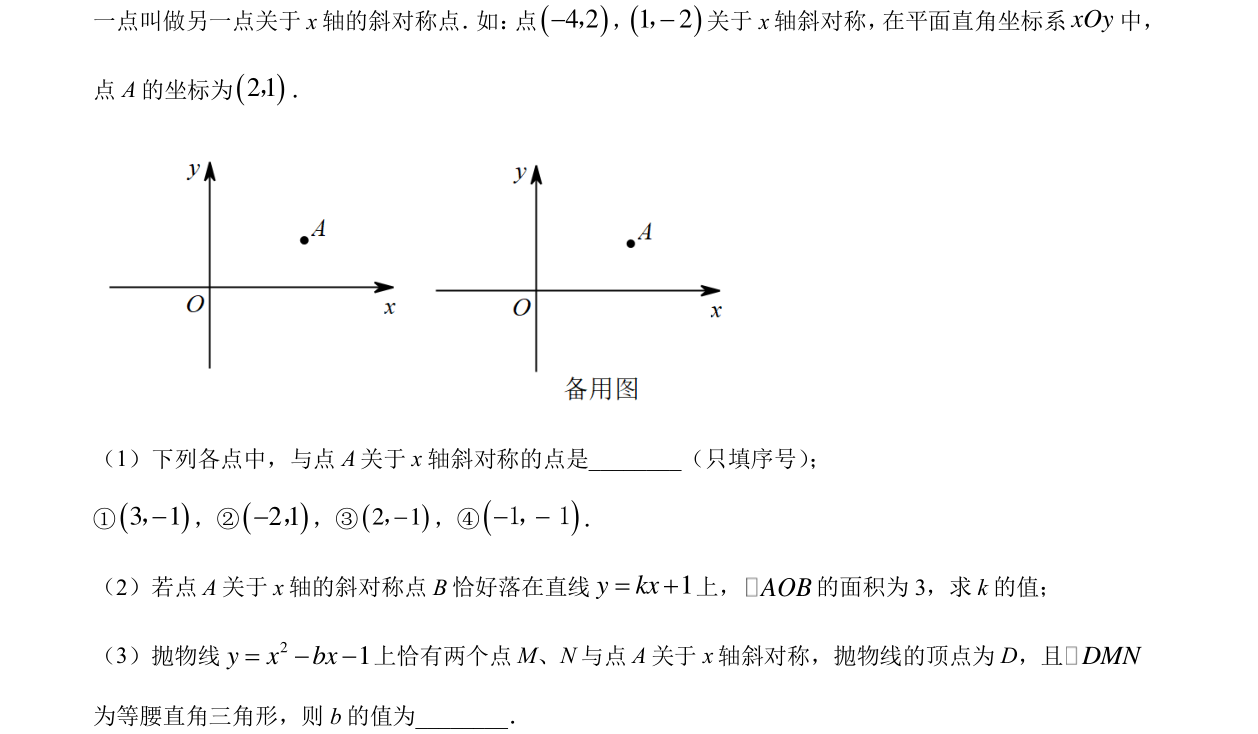 一点叫做另一点关于 x 轴的斜对称点．如：点(−4,2)，(1,−2)关于 x 轴斜对称，在平面直角坐标系 xOy 中，
点 A 的坐标为(2,1)．
y A O x
y A O x
备用图
（1）下列各点中，与点 A 关于 x 轴斜对称的点是________（只填序号）；
①(3,−1)，②(−2,1)，③(2,−1)，④(−1, − 1)．
（2）若点 A 关于 x 轴的斜对称点 B 恰好落在直线 y = kx + 1 上，□AOB 的面积为 3，求 k 的值；
（3）抛物线 y = x² − bx − 1 上恰有两个点 M、N 与点 A 关于 x 轴斜对称，抛物线的顶点为 D，且□DMN
为等腰直角三角形，则 b 的值为________．